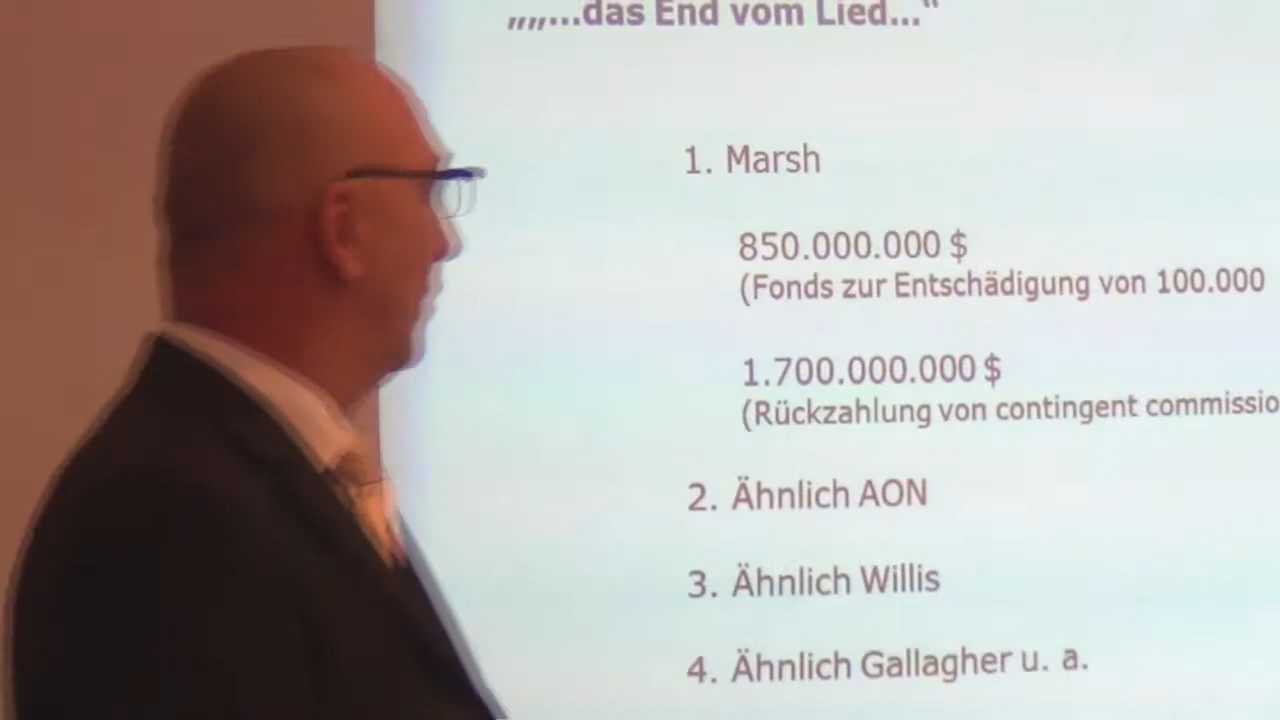 „„...das End vom Lied...“
1. Marsh
850.000.000 $
(Fonds zur Entschädigung von 100.000
1.700.000.000 $
(Rückzahlung von contingent commissio
2. Ähnlich AON
3. Ähnlich Willis
4. Ähnlich Gallagher u. a.